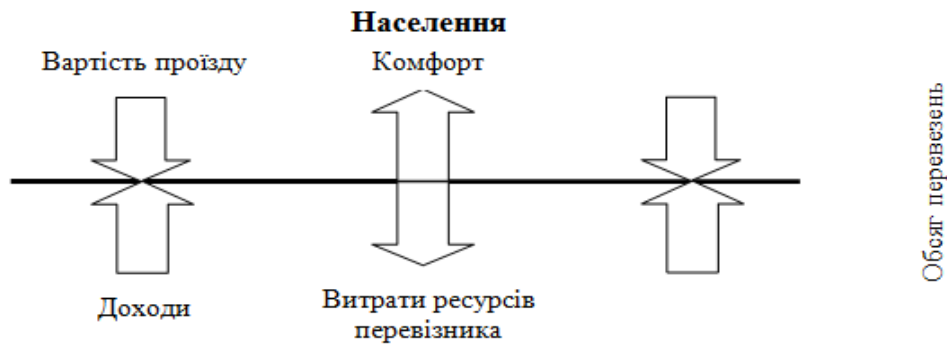 Населення
Вартість проїзду
Комфорт
Обсяг перевезень
Доходи
Витрати ресурсів
перевізника